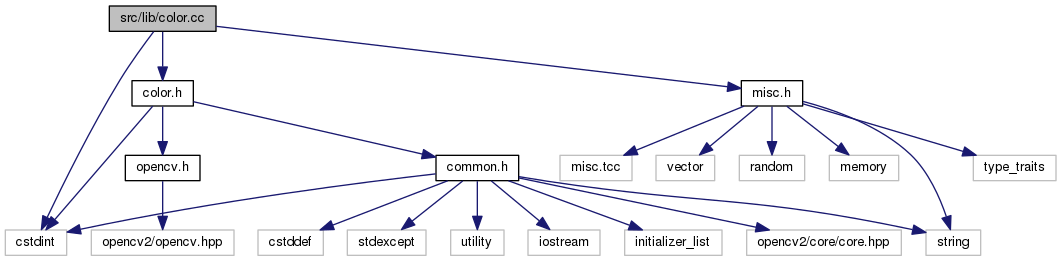 src/lib/color.cc
color.h
misc.h
opencv.h
common.h
misc.tcc
vector
random
memory
type_traits
cstdint
opencv2/opencv.hpp
cstddef
stdexcept
utility
iostream
initializer_list
opencv2/core/core.hpp
string